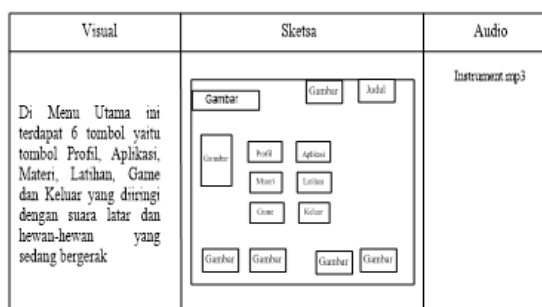 Visual Sketsa Audio
Di Menu Utama ini
terdapat 6 tombol yaitu
tombol Profil, Aplikasi,
Materi, Latihan, Game
dan Keluar yang diiringi
dengan suara latar dan
hewan-hewan yang
sedang bergerak
Gambar Gambar Judul
Gambar Profil Aplikasi
Materi Latihan
Game Keluar
Gambar Gambar Gambar Gambar
Instrument.mp3